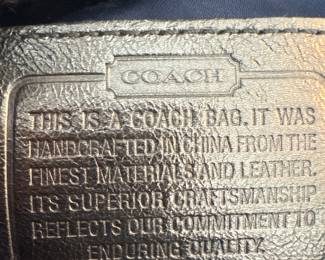 COACH
THIS IS A COACH BAG. IT WAS
HANDCRAFTED IN CHINA FROM THE
FINEST MATERIALS AND LEATHER.
ITS SUPERIOR CRAFTSMANSHIP
REFLECTS OUR COMMITMENT TO
ENDURING QUALITY.